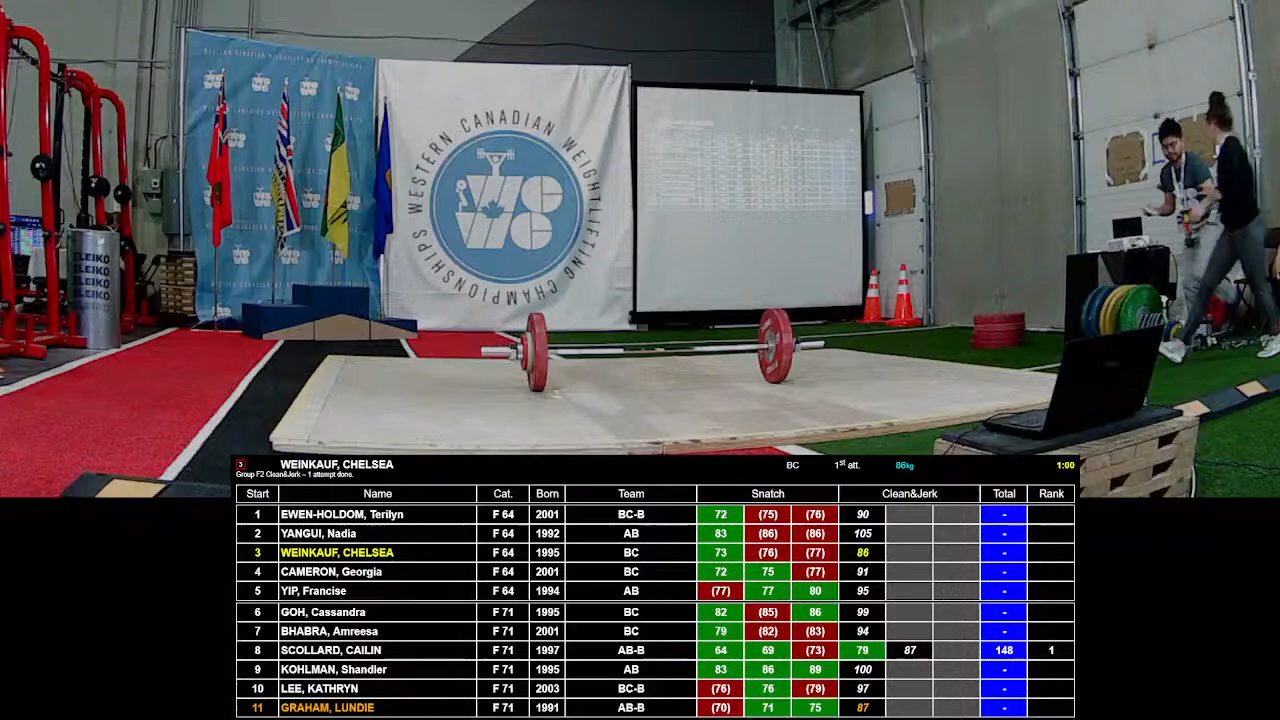 WESTERN CANADIAN WEIGHTLIFTING CHAMPIONSHIPS
WC
WC
ELEIKO
ELEIKO
ELEIKO
ELEIKO
3 WEINKAUF, CHELSEA BC 1st att. 86kg 1:00
Group F2 Clean&Jerk – 1 attempt done.
Start Name Cat. Born Team Snatch Clean&Jerk Total Rank
1 EWEN-HOLDOM, Terilyn F 64 2001 BC-B 72 (75) (76) 90 -
2 YANGUI, Nadia F 64 1992 AB 83 (86) (86) 105 -
3 WEINKAUF, CHELSEA F 64 1995 BC 73 (76) (77) 86 -
4 CAMERON, Georgia F 64 2001 BC 72 75 (77) 91 -
5 YIP, Francise F 64 1994 AB (77) 77 80 95 -
6 GOH, Cassandra F 71 1995 BC 82 (85) 86 99 -
7 BHABRA, Amreesa F 71 2001 BC 79 (82) (83) 94 -
8 SCOLLARD, CAILIN F 71 1997 AB-B 64 69 (73) 79 87 148 1
9 KOHLMAN, Shandler F 71 1995 AB 83 86 89 100 -
10 LEE, KATHRYN F 71 2003 BC-B (76) 76 (79) 97 -
11 GRAHAM, LUNDIE F 71 1991 AB-B (70) 71 75 87 -